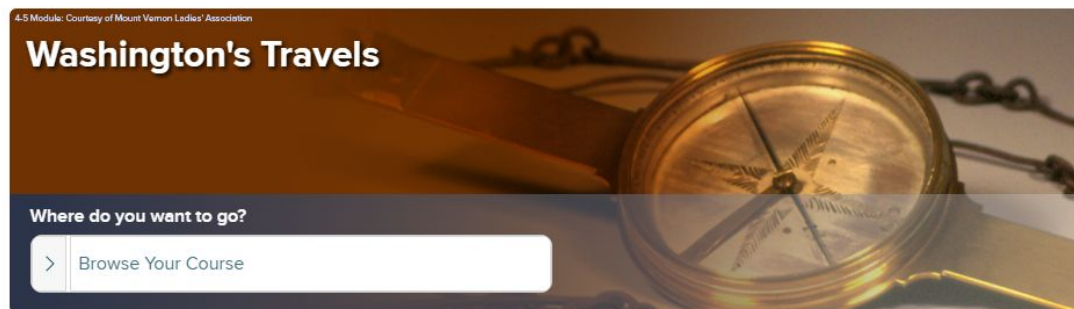 4-5 Module: Courtesy of Mount Vernon Ladies' Association
Washington's Travels
Where do you want to go?
Browse Your Course